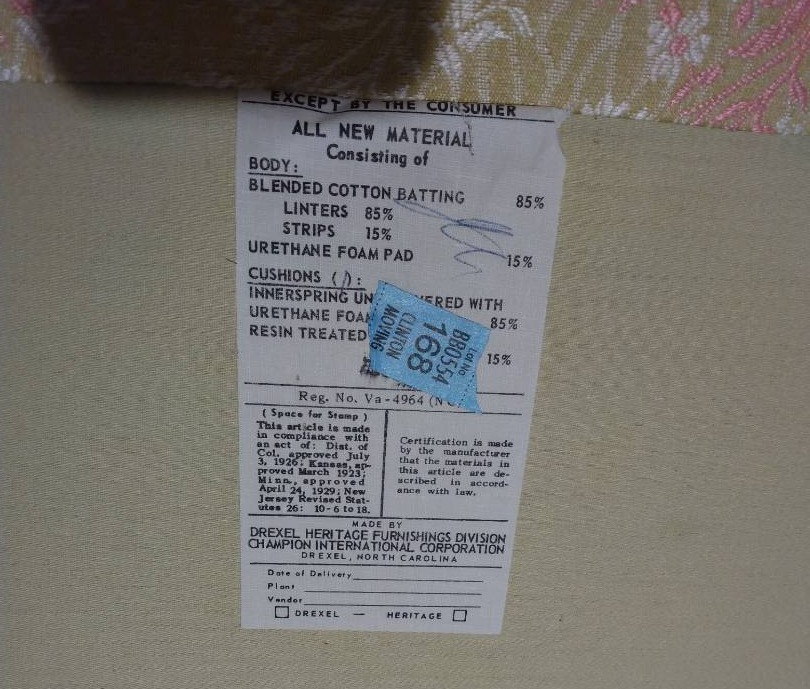 EXCEPT BY THE CONSUMER
ALL NEW MATERIAL
Consisting of
BODY:
BLENDED COTTON BATTING 85%
LINTERS 85%
STRIPS 15%
URETHANE FOAM PAD 15%
CUSHIONS ( ):
INNERSPRING WITH
URETHANE 85%
RESIN TREATED
15%
LOT NO
BB0554
168
CLINTON
MOVING
Reg. No. Va-4964
(Space for Stamp)
This article is made
in compliance with
an act of: Dist. of
Col. approved July
3, 1926; Kansas, ap-
proved March 1923;
Minn., approved
April 24, 1929; New
Jersey Revised Stat-
utes 26: 10-6 to 18.
Certification is made
by the manufacturer
that the materials in
this article are de-
scribed in accord-
ance with law.
MADE BY
DREXEL HERITAGE FURNISHINGS DIVISION
CHAMPION INTERNATIONAL CORPORATION
DREXEL, NORTH CAROLINA
Date of Delivery
Plant
Vendor
DREXEL — HERITAGE